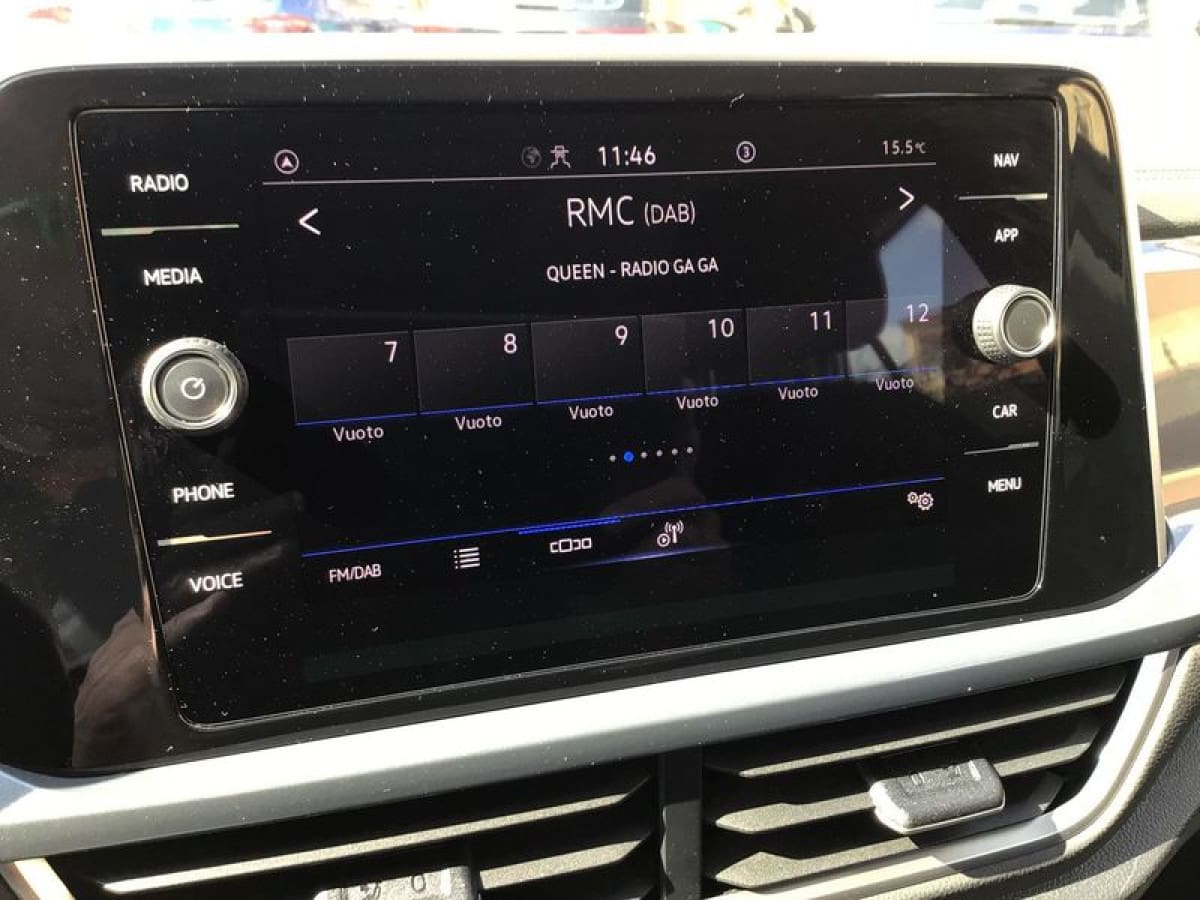 RADIO
MEDIA
PHONE
VOICE
11:46
3
15.5°C
RMC (DAB)
QUEEN - RADIO GA GA
7 8 9 10 11 12
Vuoto Vuoto Vuoto Vuoto Vuoto Vuoto
FM/DAB
NAV
APP
CAR
MENU